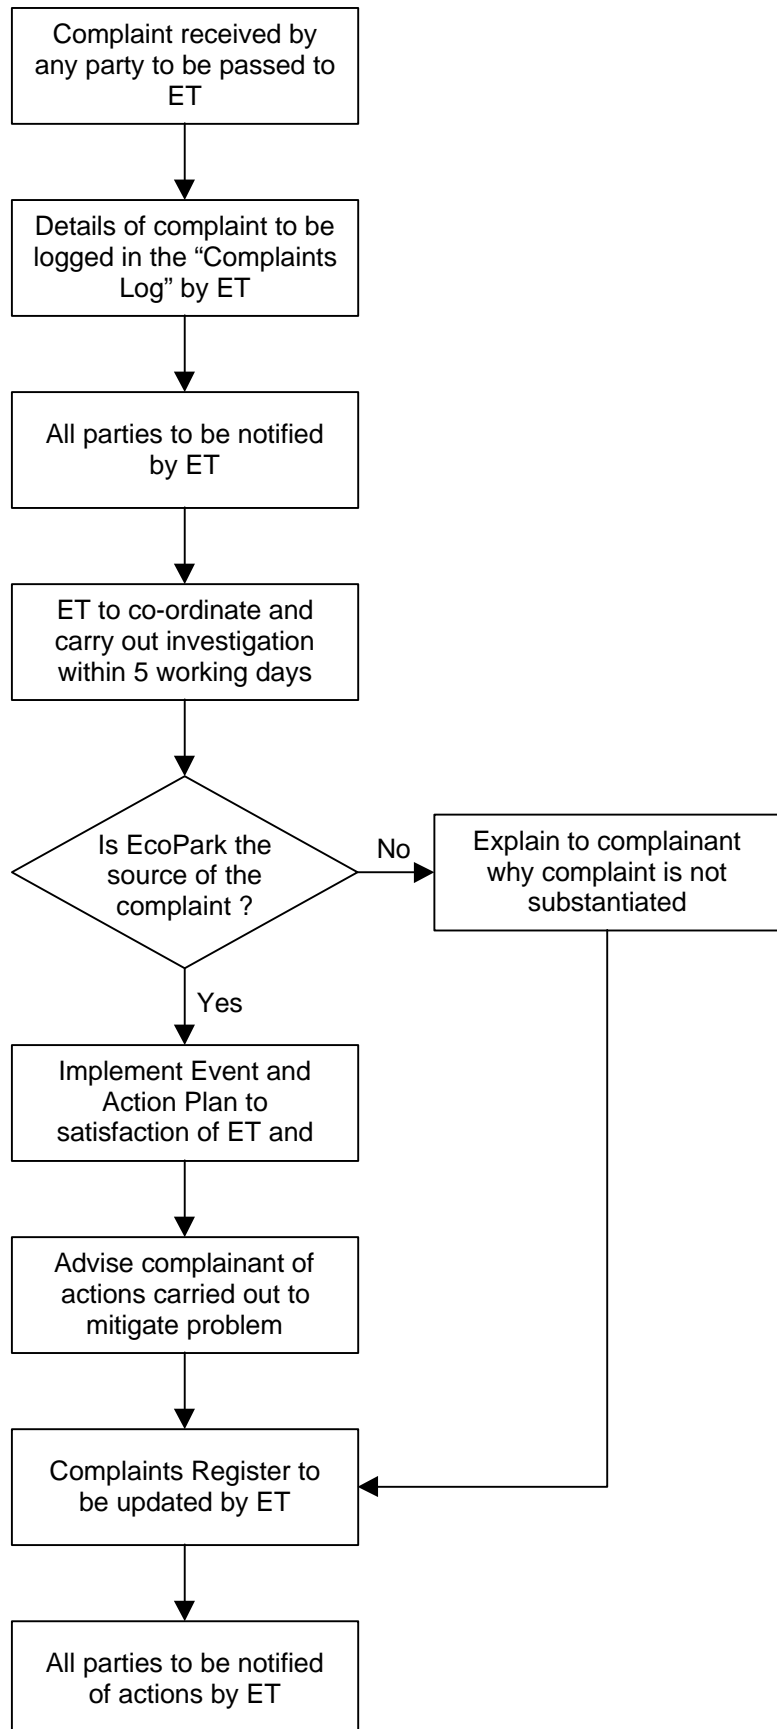 Complaint received by
any party to be passed to
ET
Details of complaint to be
logged in the “Complaints
Log” by ET
All parties to be notified
by ET
ET to co-ordinate and
carry out investigation
within 5 working days
Is EcoPark the
source of the
complaint ?
No
Explain to complainant
why complaint is not
substantiated
Yes
Implement Event and
Action Plan to
satisfaction of ET and
Advise complainant of
actions carried out to
mitigate problem
Complaints Register to
be updated by ET
All parties to be notified
of actions by ET